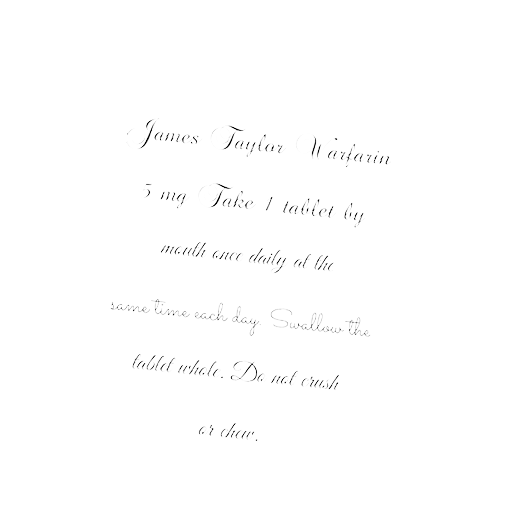 James Taylor Warfarin
5 mg Take 1 tablet by
mouth once daily at the
same time each day. Swallow the
tablet whole. Do not crush
or chew.